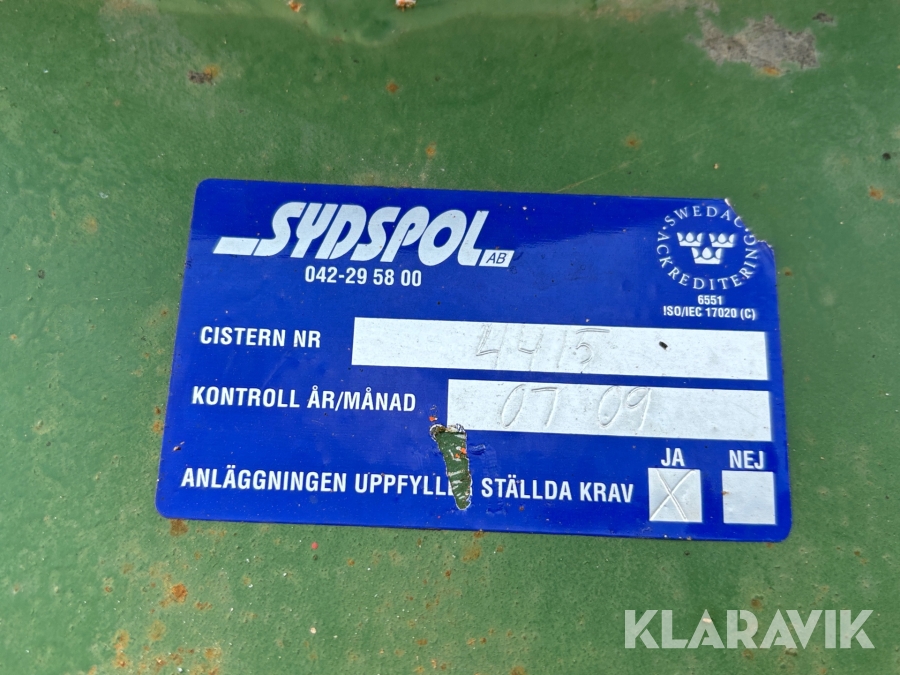 SYDSPOL AB
042-29 58 00
SWEDAC ACKREDITERING
6551
ISO/IEC 17020 (C)
CISTERN NR 4415
KONTROLL ÅR/MÅNAD 07 09
JA NEJ
ANLÄGGNINGEN UPPFYLLER STÄLLDA KRAV X
KLARAVIK